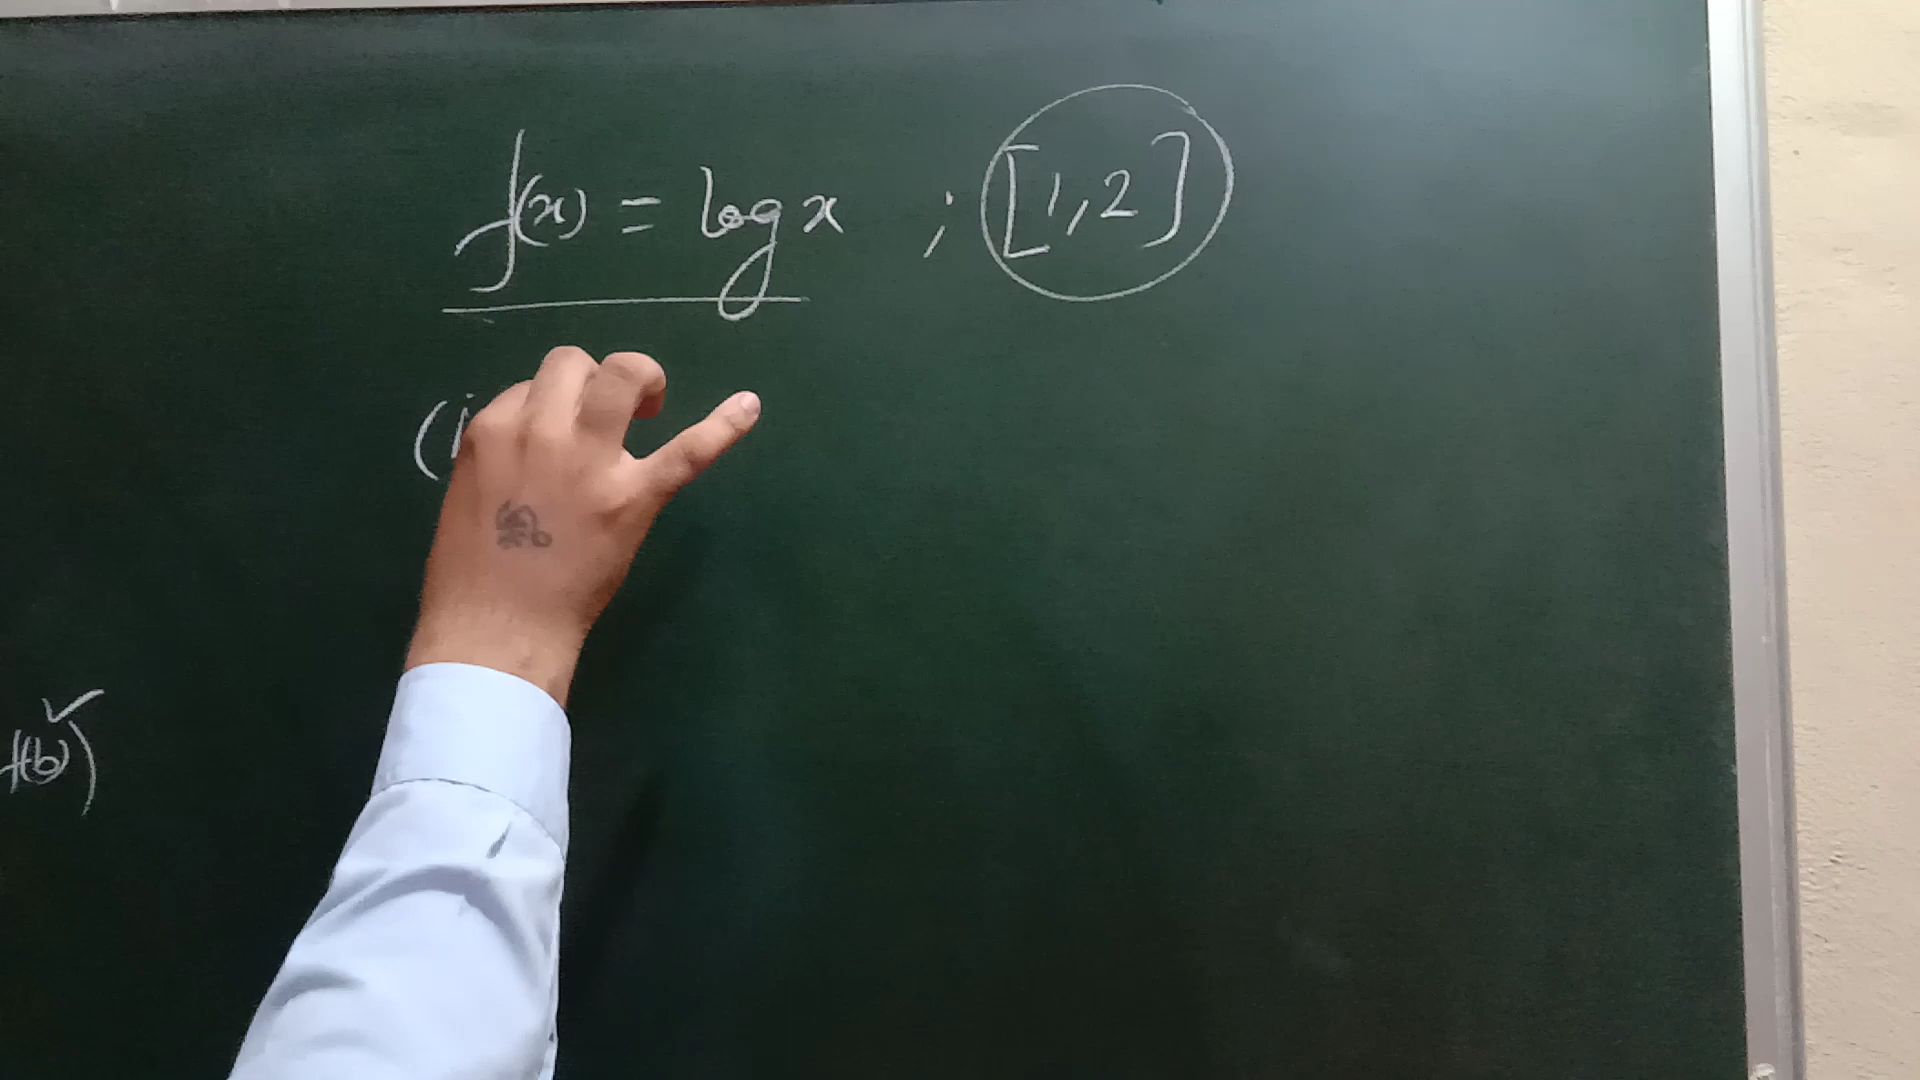 f(x) = log x ; [1, 2]
(i
f(b))